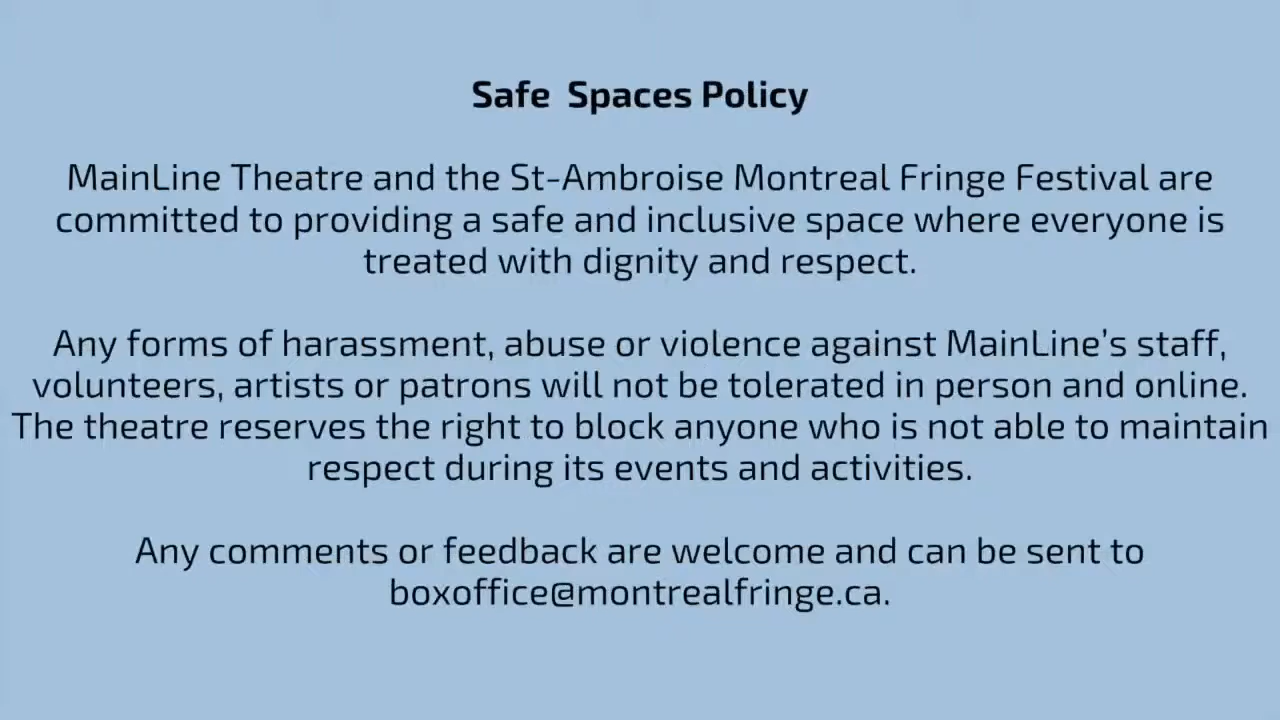 Safe  Spaces Policy
MainLine Theatre and the St-Ambroise Montreal Fringe Festival are
committed to providing a safe and inclusive space where everyone is
treated with dignity and respect.
Any forms of harassment, abuse or violence against MainLine’s staff,
volunteers, artists or patrons will not be tolerated in person and online.
The theatre reserves the right to block anyone who is not able to maintain
respect during its events and activities.
Any comments or feedback are welcome and can be sent to
boxoffice@montrealfringe.ca.